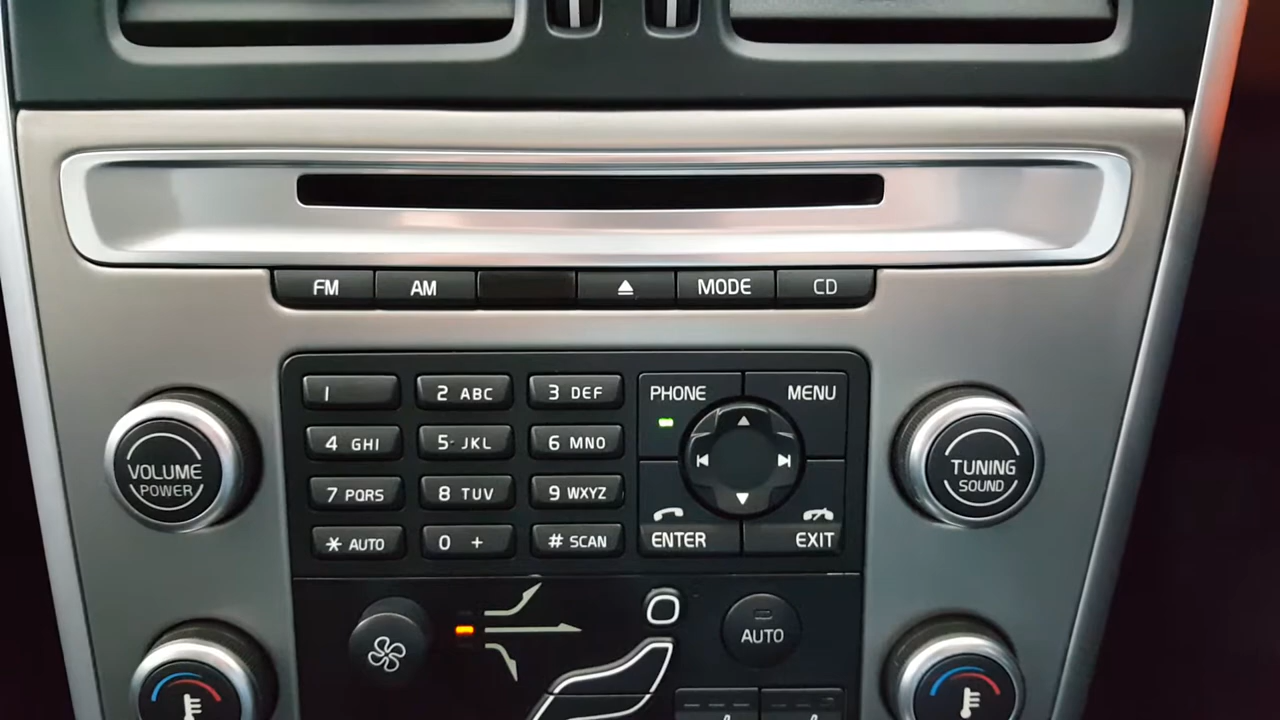 FM AM MODE CD
1 2 ABC 3 DEF
PHONE MENU
4 GHI 5 JKL 6 MNO
VOLUME
POWER
TUNING
SOUND
7 PQRS 8 TUV 9 WXYZ
* AUTO 0 + # SCAN
ENTER EXIT
AUTO